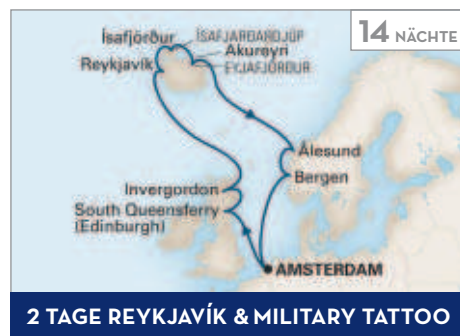 14 NÄCHTE
Ísafjörður
ÍSAFJARÐARDJÚP
Akureyri
Reykjavík
EYJAFJÖRÐUR
Ålesund
Bergen
Invergordon
South Queensferry
(Edinburgh)
AMSTERDAM
2 TAGE REYKJAVÍK & MILITARY TATTOO